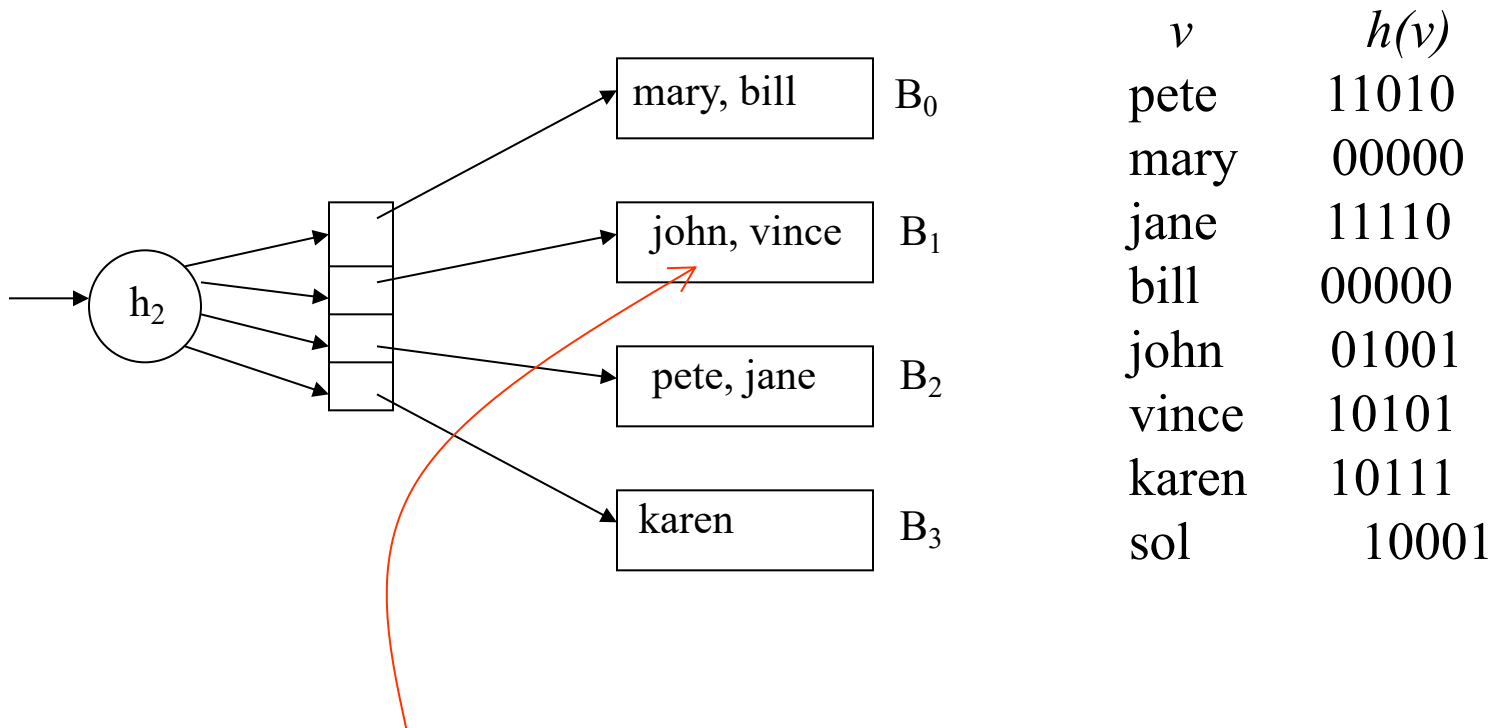 v h(v)
mary, bill B₀
pete 11010
mary 00000
john, vince B₁
jane 11110
h₂
bill 00000
pete, jane B₂
john 01001
vince 10101
karen B₃
karen 10111
sol 10001